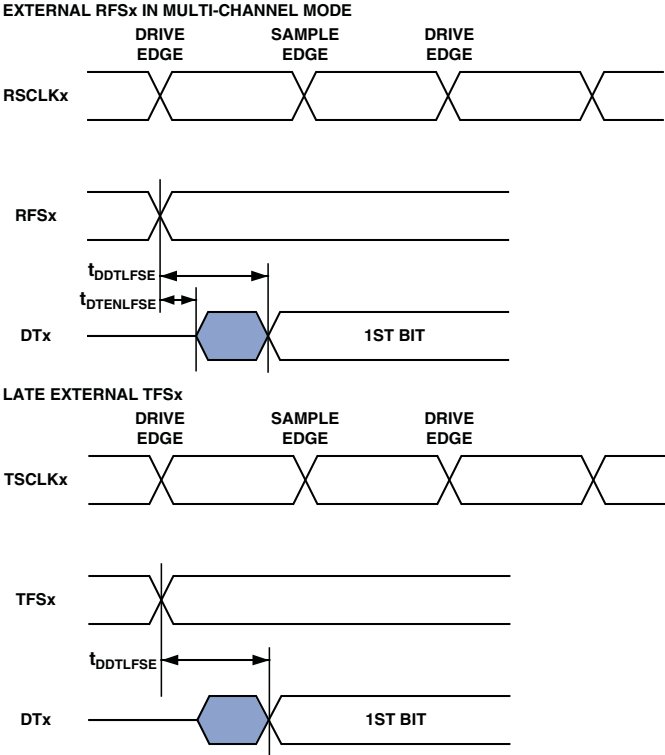 EXTERNAL RFSx IN MULTI-CHANNEL MODE
DRIVE EDGE
SAMPLE EDGE
DRIVE EDGE
RSCLKx
RFSx
tDDTLFSE
tDTENLFSE
DTx
1ST BIT
LATE EXTERNAL TFSx
DRIVE EDGE
SAMPLE EDGE
DRIVE EDGE
TSCLKx
TFSx
tDDTLFSE
DTx
1ST BIT